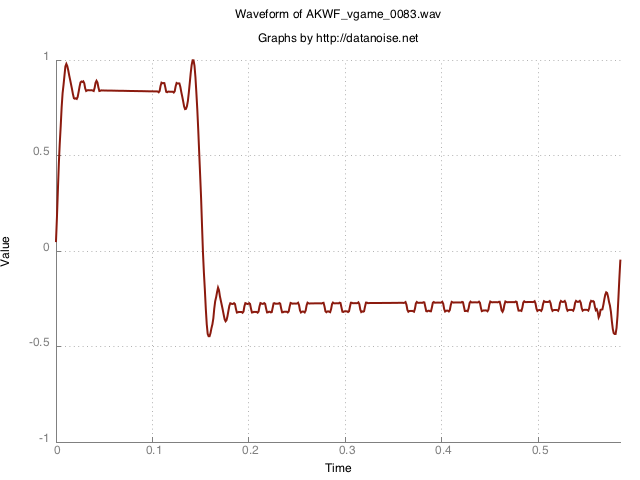 Waveform of AKWF_vgame_0083.wav
Graphs by http://datanoise.net
1
0.5
0
-0.5
-1
Value
0 0.1 0.2 0.3 0.4 0.5
Time